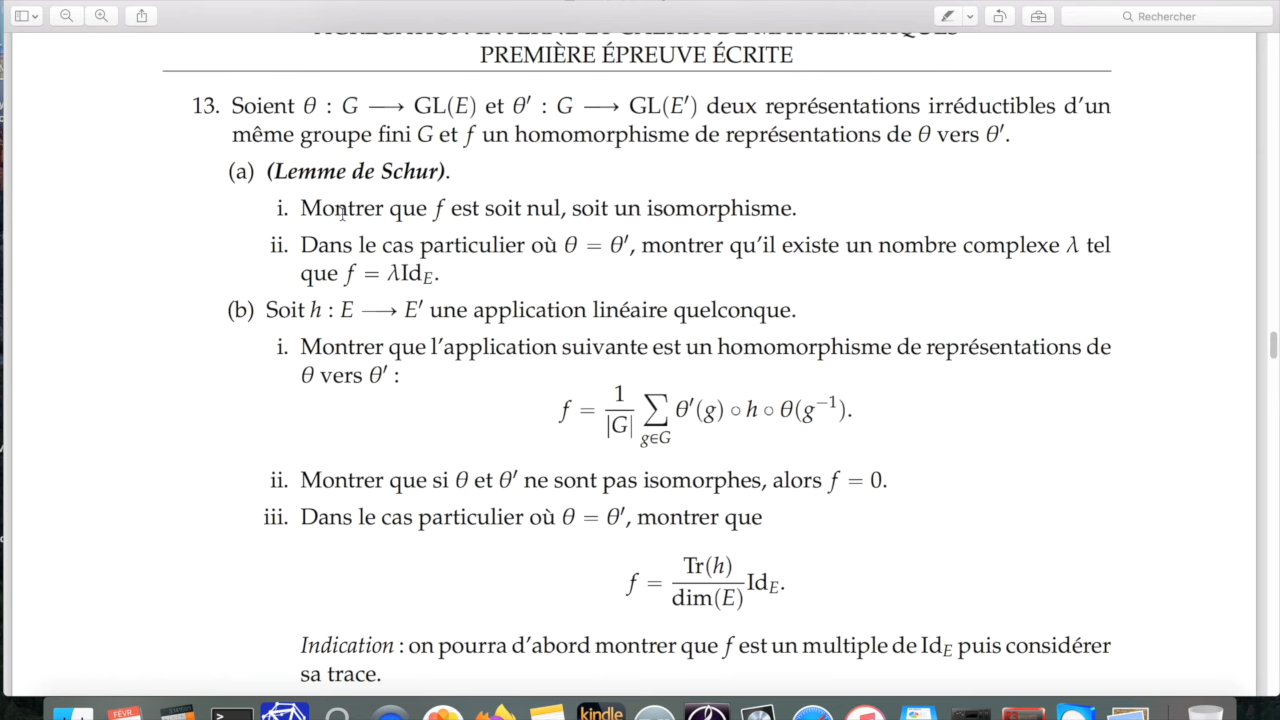 Rechercher
PREMIÈRE ÉPREUVE ÉCRITE
13. Soient θ : G ⟶ GL(E) et θ′ : G ⟶ GL(E′) deux représentations irréductibles d’un
même groupe fini G et f un homomorphisme de représentations de θ vers θ′.
(a) (Lemme de Schur).
i. Montrer que f est soit nul, soit un isomorphisme.
ii. Dans le cas particulier où θ = θ′, montrer qu’il existe un nombre complexe λ tel
que f = λId_E.
(b) Soit h : E ⟶ E′ une application linéaire quelconque.
i. Montrer que l’application suivante est un homomorphisme de représentations de
θ vers θ′ :
f = 1/|G| ∑_{g∈G} θ′(g) ∘ h ∘ θ(g⁻¹).
ii. Montrer que si θ et θ′ ne sont pas isomorphes, alors f = 0.
iii. Dans le cas particulier où θ = θ′, montrer que
f = Tr(h)/dim(E) Id_E.
Indication : on pourra d’abord montrer que f est un multiple de Id_E puis considérer
sa trace.
FÉVR.
kindle